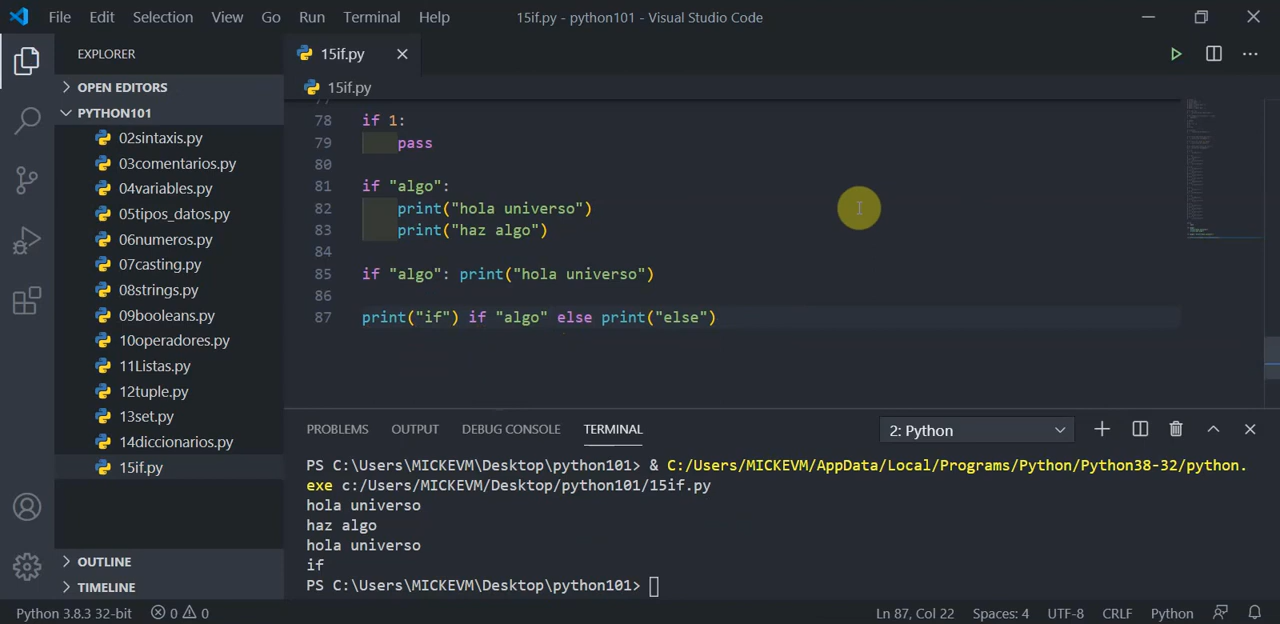 File Edit Selection View Go Run Terminal Help 15if.py - python101 - Visual Studio Code
EXPLORER
15if.py
OPEN EDITORS
PYTHON101
02sintaxis.py
03comentarios.py
04variables.py
05tipos_datos.py
06numeros.py
07casting.py
08strings.py
09booleans.py
10operadores.py
11Listas.py
12tuple.py
13set.py
14diccionarios.py
15if.py
OUTLINE
TIMELINE
15if.py
77
78 if 1:
79 pass
80
81 if "algo":
82 print("hola universo")
83 print("haz algo")
84
85 if "algo": print("hola universo")
86
87 print("if") if "algo" else print("else")
PROBLEMS OUTPUT DEBUG CONSOLE TERMINAL 2: Python
PS C:\Users\MICKEVM\Desktop\python101> & C:/Users/MICKEVM/AppData/Local/Programs/Python/Python38-32/python.
exe c:/Users/MICKEVM/Desktop/python101/15if.py
hola universo
haz algo
hola universo
if
PS C:\Users\MICKEVM\Desktop\python101>
Python 3.8.3 32-bit 0 0 Ln 87, Col 22 Spaces: 4 UTF-8 CRLF Python